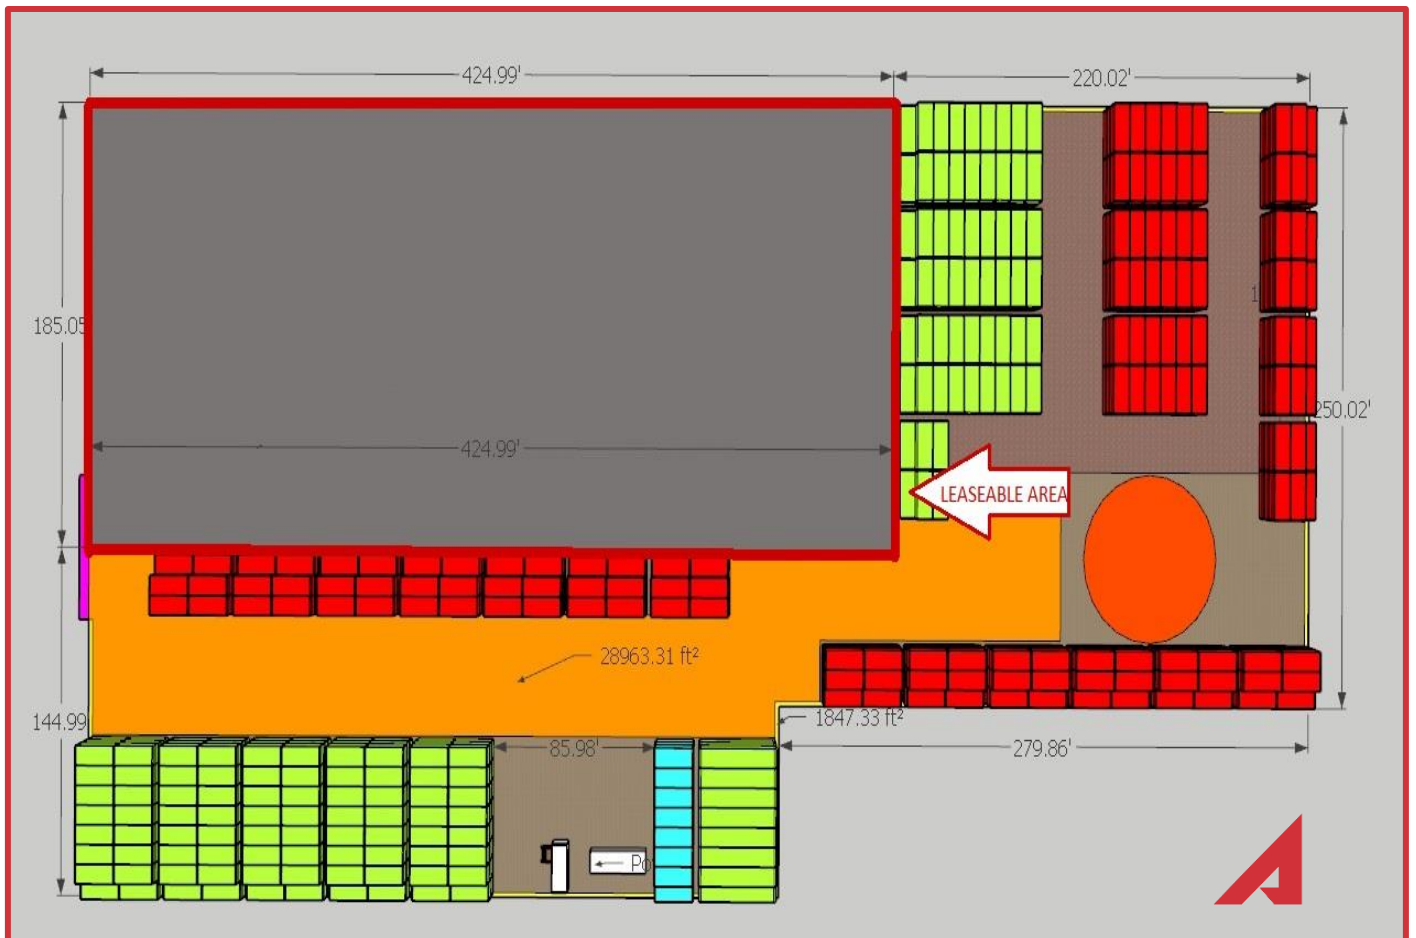 424.99'
220.02'
185.05
250.02'
424.99'
LEASEABLE AREA
28963.31 ft²
144.99
1847.33 ft²
85.98'
279.86'